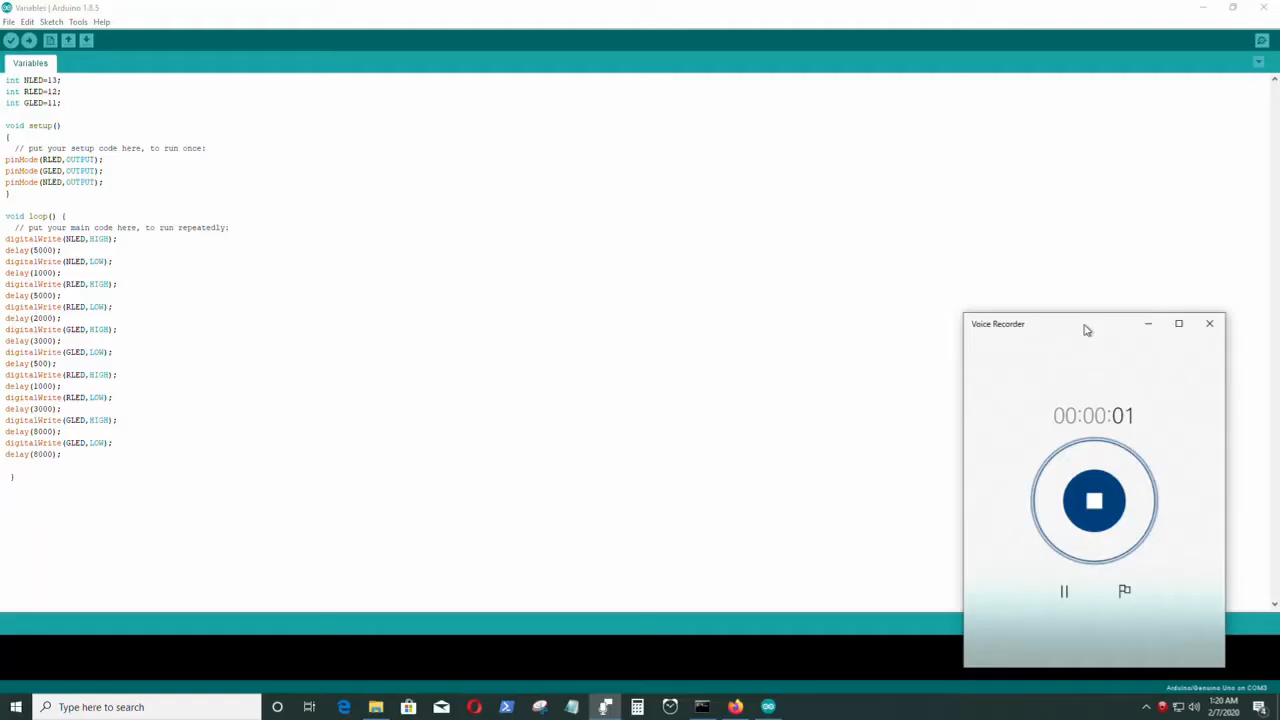 Variables | Arduino 1.8.5
File Edit Sketch Tools Help
Variables
int NLED=13;
int RLED=12;
int GLED=11;
void setup()
{
// put your setup code here, to run once:
pinMode(RLED,OUTPUT);
pinMode(GLED,OUTPUT);
pinMode(NLED,OUTPUT);
}
void loop() {
// put your main code here, to run repeatedly:
digitalWrite(NLED,HIGH);
delay(5000);
digitalWrite(NLED,LOW);
delay(1000);
digitalWrite(RLED,HIGH);
delay(5000);
digitalWrite(RLED,LOW);
delay(2000);
digitalWrite(GLED,HIGH);
delay(3000);
digitalWrite(GLED,LOW);
delay(500);
digitalWrite(RLED,HIGH);
delay(1000);
digitalWrite(RLED,LOW);
delay(3000);
digitalWrite(GLED,HIGH);
delay(8000);
digitalWrite(GLED,LOW);
delay(8000);
}
Voice Recorder
00:00:01
Arduino/Genuino Uno on COM3
Type here to search
1:20 AM
2/7/2020
4